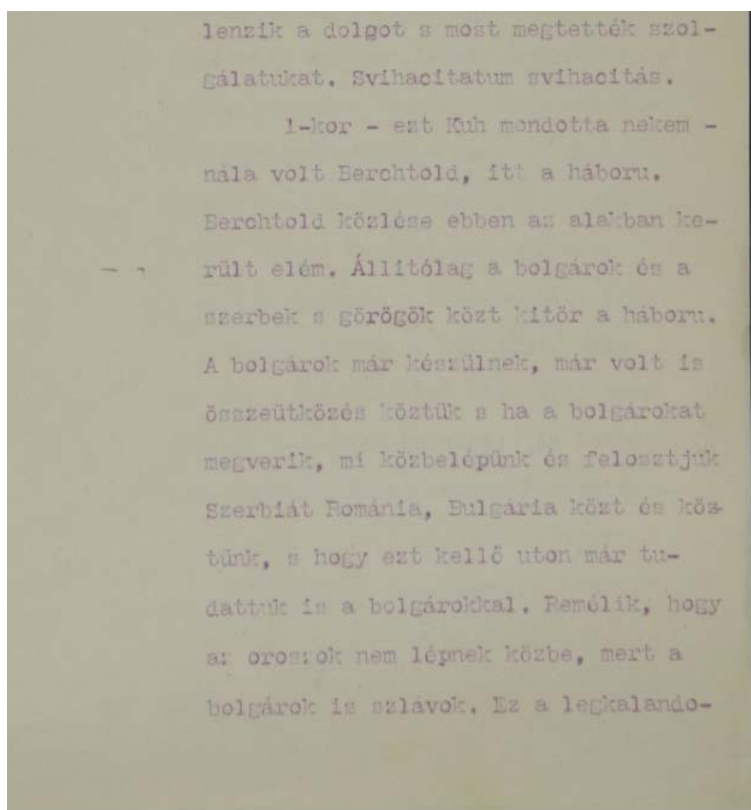 lenzik a dolgot s most megtették szol-
gálatukat. Svihacitatum svihacitás.
1-kor - ezt Kuh mondotta nekem -
nála volt Berchtold, itt a háboru.
Berchtold közlése ebben az alakban ke-
rült elém. Állitólag a bolgárok és a
szerbek s görögök közt kitör a háboru.
A bolgárok már készülnek, már volt is
összeütközés köztük s ha a bolgárokat
megverik, mi közbelépünk és felosztjuk
Szerbiát Románia, Bulgária közt és köz-
tünk, s hogy ezt kellő uton már tu-
dattuk is a bolgárokkal. Remélik, hogy
az oroszok nem lépnek közbe, mert a
bolgárok is szlávok. Ez a legkalando-